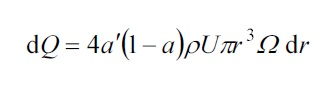 dQ = 4a′(1 – a)ρUπr³Ω dr